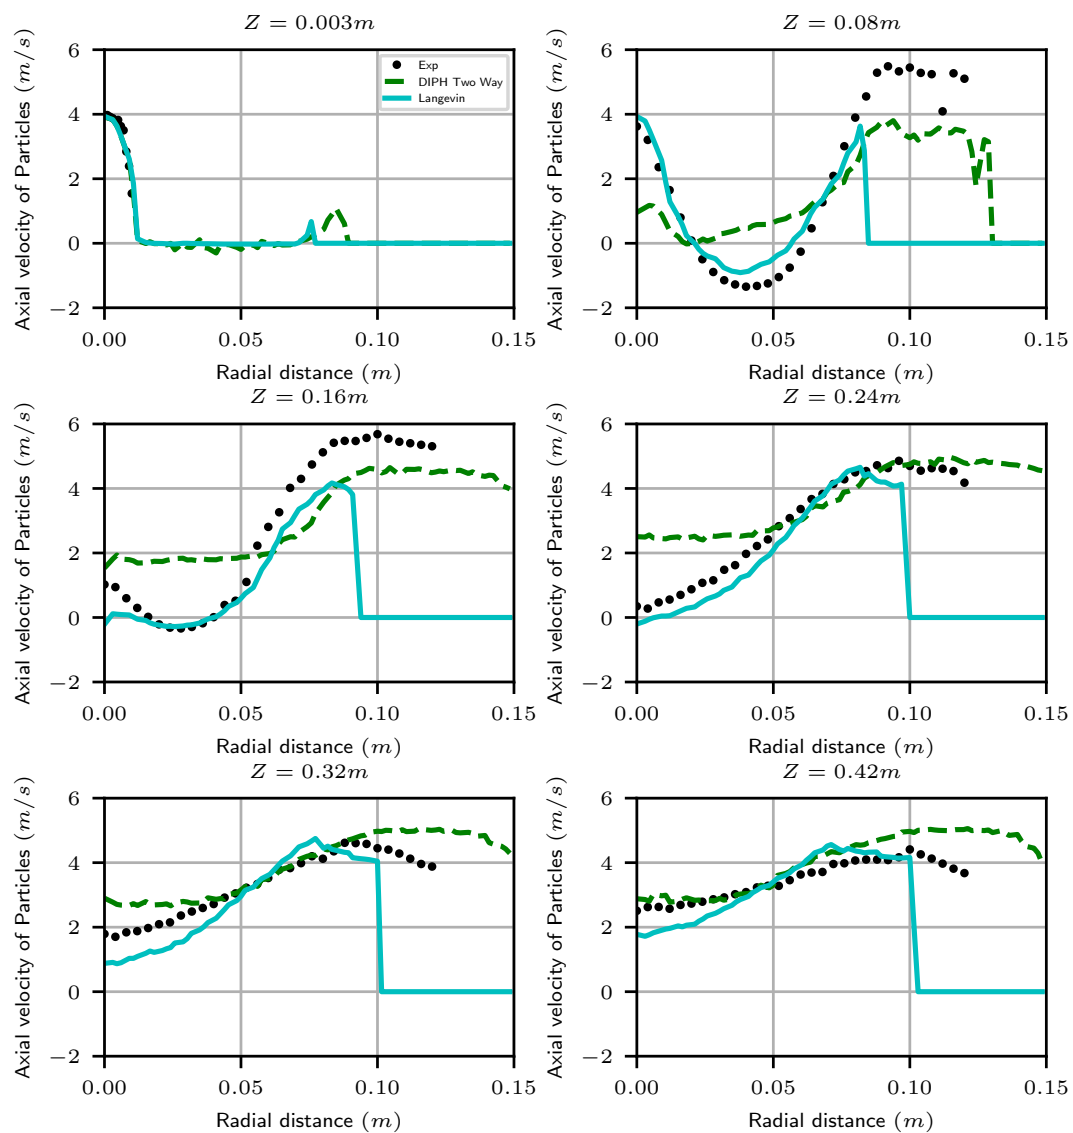 Z = 0.003m
Axial velocity of Particles (m/s)
6
4
2
0
−2
Exp
DIPH Two Way
Langevin
0.00 0.05 0.10 0.15
Radial distance (m)
Z = 0.08m
Axial velocity of Particles (m/s)
6
4
2
0
−2
0.00 0.05 0.10 0.15
Radial distance (m)
Z = 0.16m
Axial velocity of Particles (m/s)
6
4
2
0
−2
0.00 0.05 0.10 0.15
Radial distance (m)
Z = 0.24m
Axial velocity of Particles (m/s)
6
4
2
0
−2
0.00 0.05 0.10 0.15
Radial distance (m)
Z = 0.32m
Axial velocity of Particles (m/s)
6
4
2
0
−2
0.00 0.05 0.10 0.15
Radial distance (m)
Z = 0.42m
Axial velocity of Particles (m/s)
6
4
2
0
−2
0.00 0.05 0.10 0.15
Radial distance (m)